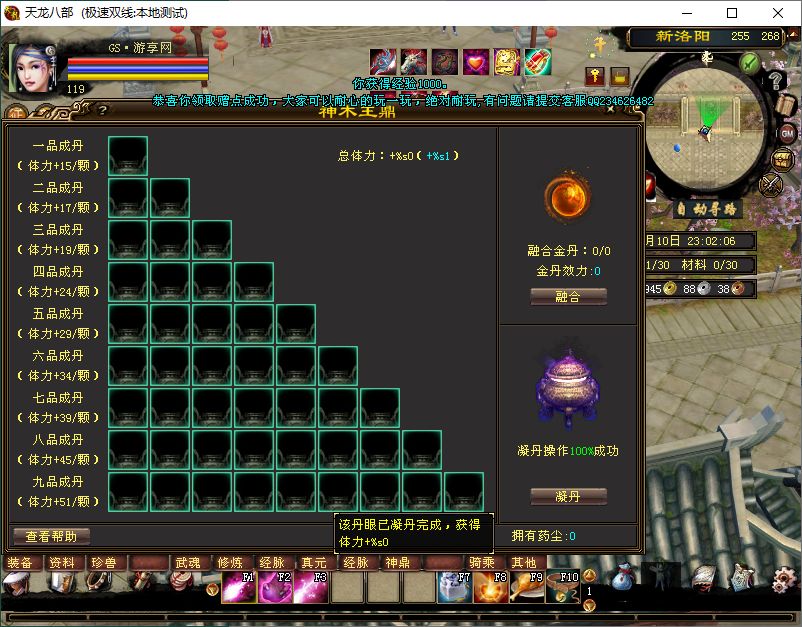 天龙八部 (极速双线:本地测试)
GS·游享网
119
新洛阳 255 268
你获得经验1000。
恭喜你领取赠点成功,大家可以耐心的玩一玩,绝对耐玩,有问题请提交客服QQ234626482
神木王鼎
一品成丹
(体力+15/颗)
二品成丹
(体力+17/颗)
三品成丹
(体力+19/颗)
四品成丹
(体力+24/颗)
五品成丹
(体力+29/颗)
六品成丹
(体力+34/颗)
七品成丹
(体力+39/颗)
八品成丹
(体力+45/颗)
九品成丹
(体力+51/颗)
总体力:+%s0(+%s1)
融合金丹:0/0
金丹效力:0
融合
凝丹操作100%成功
凝丹
拥有药尘:0
查看帮助
该丹眼已凝丹完成,获得
体力+%s0
GM
自动寻路
月10日 23:02:06
1/30 材料 0/30
945 88 38
装备 资料 珍兽 武魂 修炼 经脉 真元 经脉 神鼎 骑乘 其他
F1 F2 F3 F7 F8 F9 F10
1